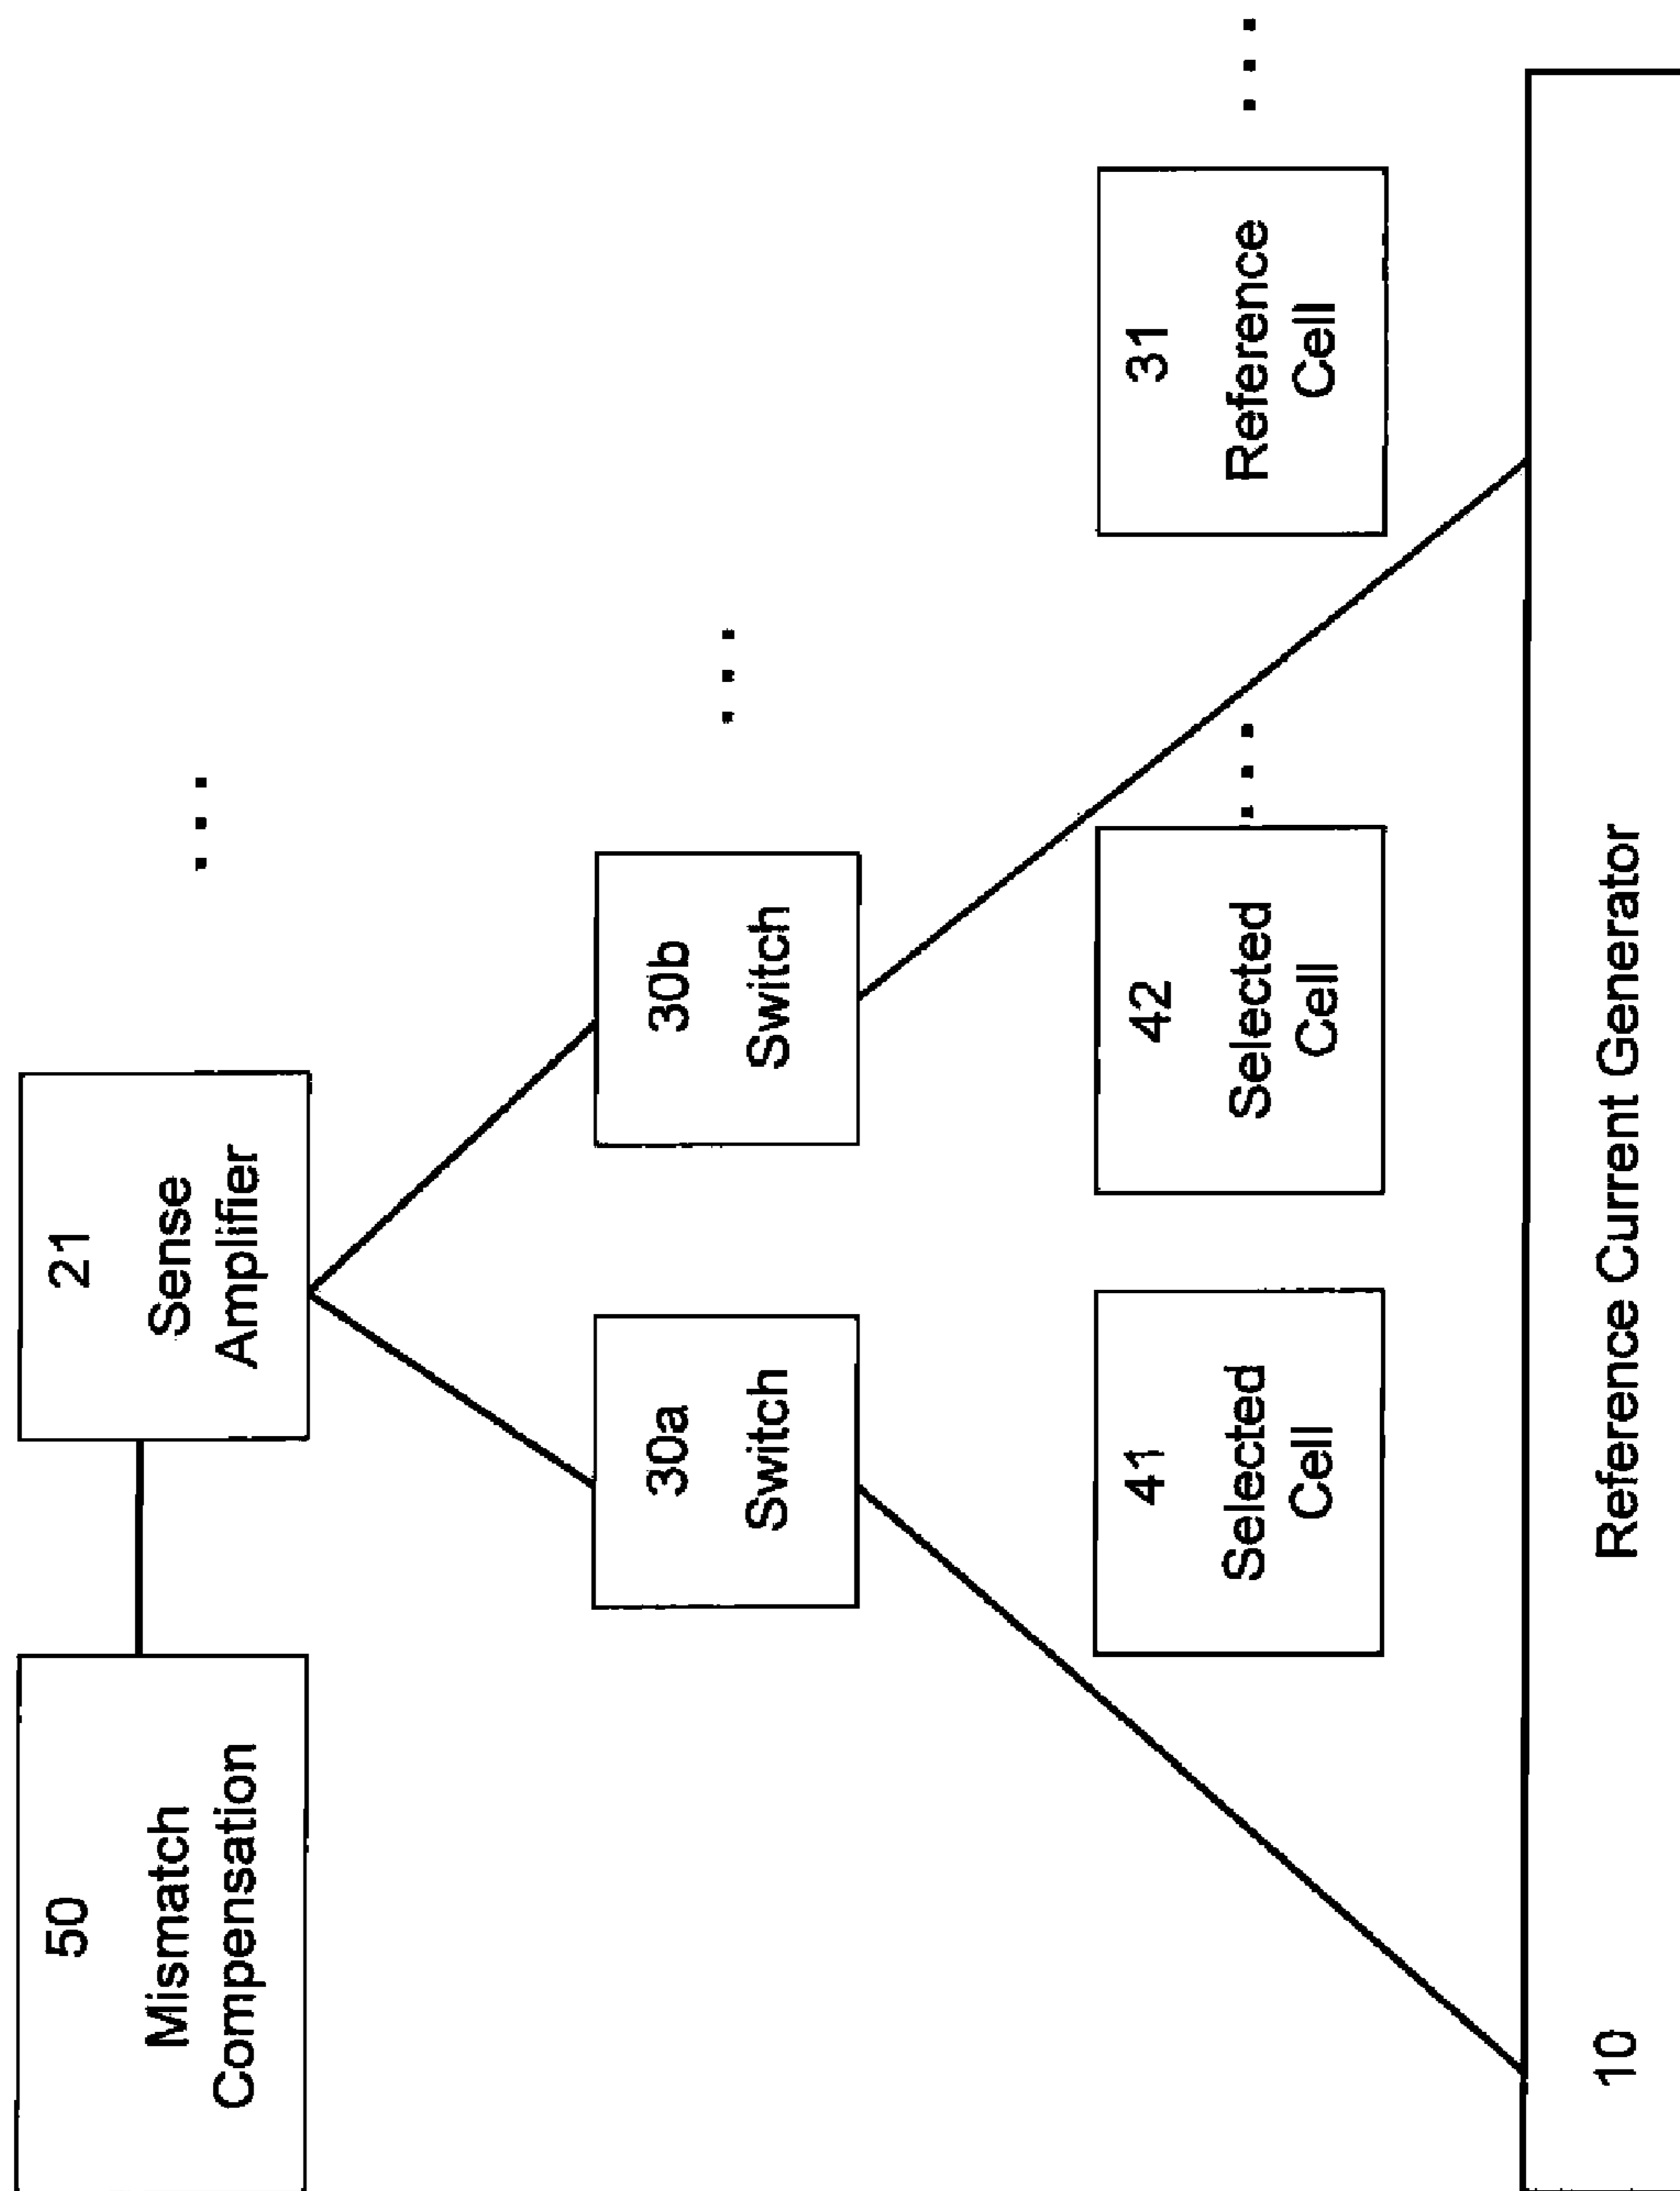 50
Mismatch
Compensation
21
Sense
Amplifier
. . .
30a
Switch
30b
Switch
. . .
41
Selected
Cell
42
Selected
Cell
. . .
31
Reference
Cell
. . .
10
Reference Current Generator